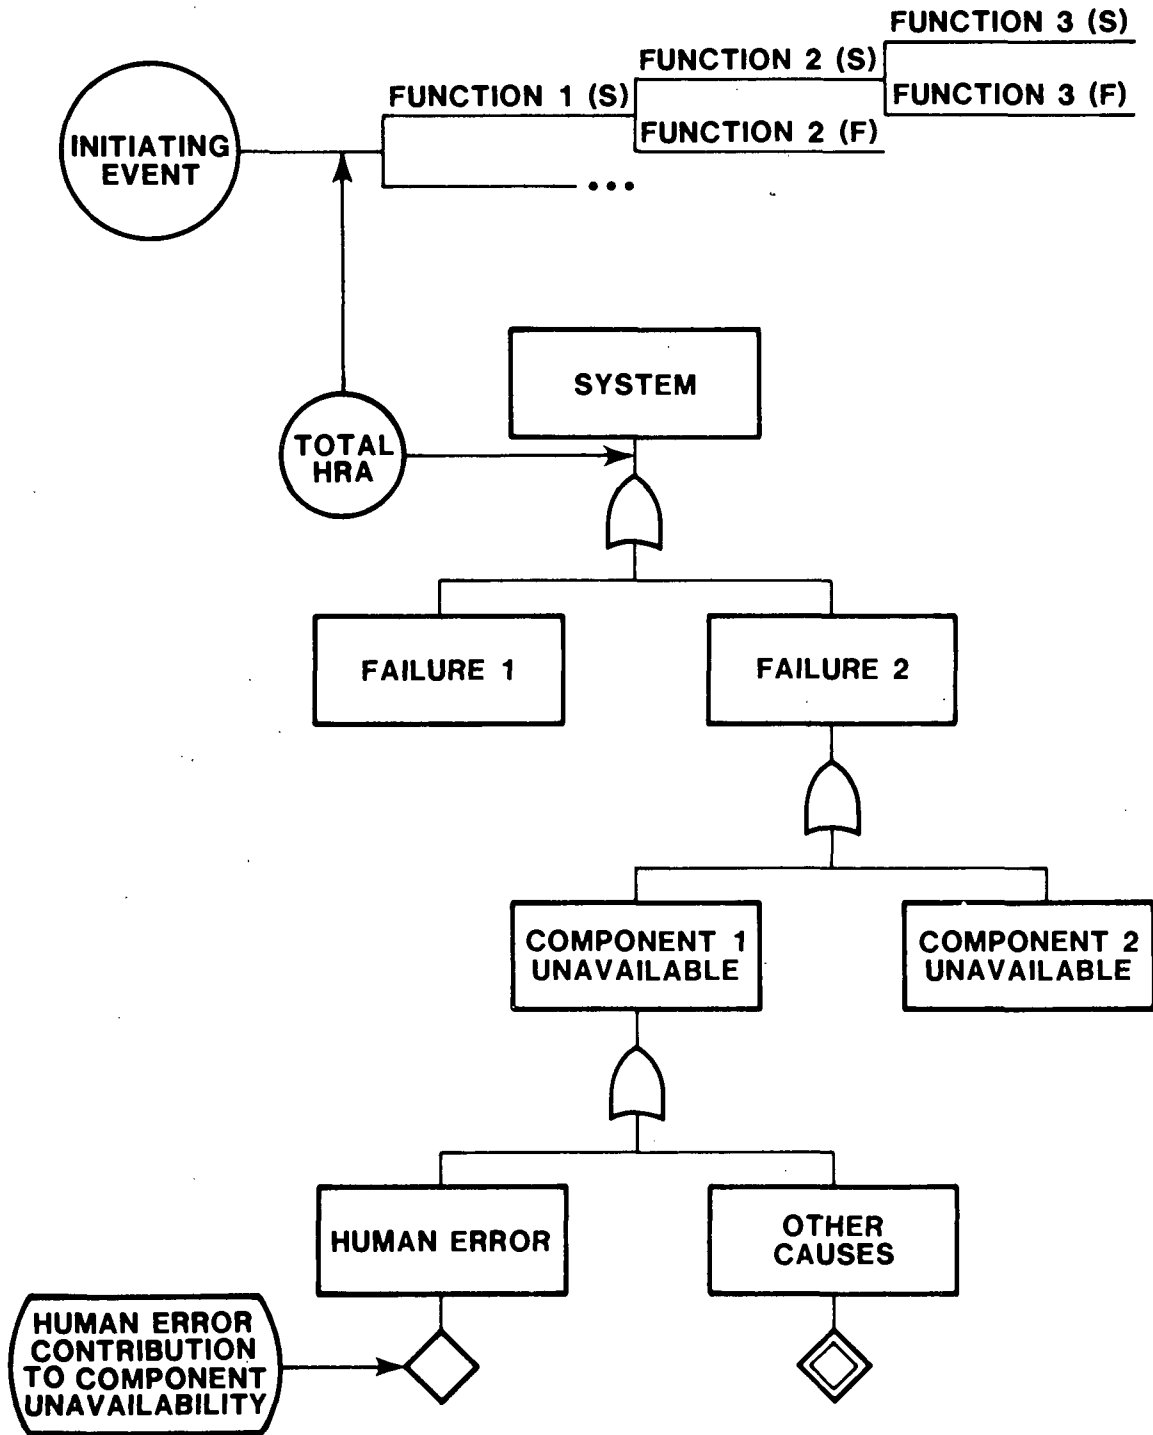 FUNCTION 3 (S)
FUNCTION 2 (S)
FUNCTION 1 (S)
FUNCTION 3 (F)
FUNCTION 2 (F)
INITIATING
EVENT
...
SYSTEM
TOTAL
HRA
FAILURE 1
FAILURE 2
COMPONENT 1
UNAVAILABLE
COMPONENT 2
UNAVAILABLE
HUMAN ERROR
OTHER
CAUSES
HUMAN ERROR
CONTRIBUTION
TO COMPONENT
UNAVAILABILITY